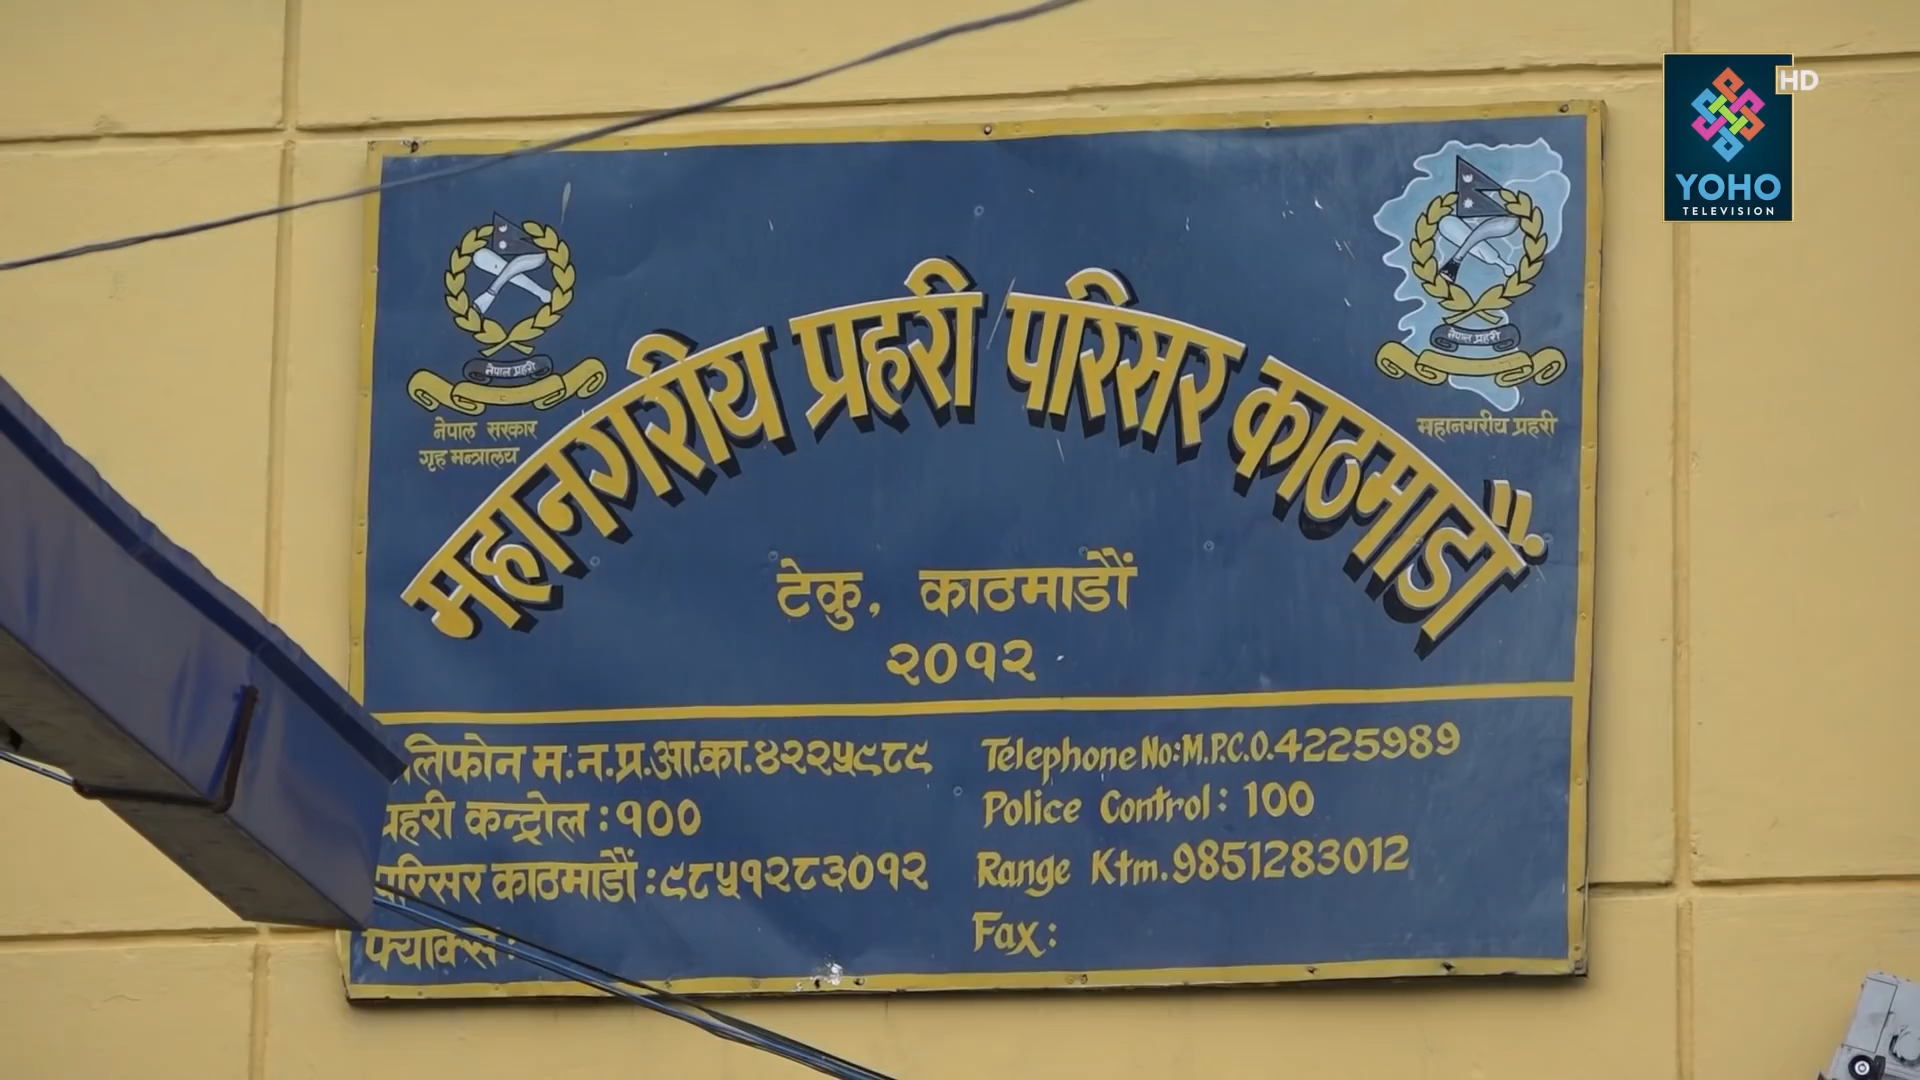 HD
YOHO
TELEVISION
नेपाल प्रहरी
नेपाल सरकार
गृह मन्त्रालय
नेपाल प्रहरी
महानगरीय प्रहरी
महानगरीय प्रहरी परिसर काठमाडौं
टेकु, काठमाडौं
२०१२
लिफोन म.न.प्र.आ.का.४२२५९८९
प्रहरी कन्ट्रोल : १००
परिसर काठमाडौं : ९८५१२८३०१२
फ्याक्स :
Telephone No: M.P.C.O. 4225989
Police Control : 100
Range Ktm. 9851283012
Fax :